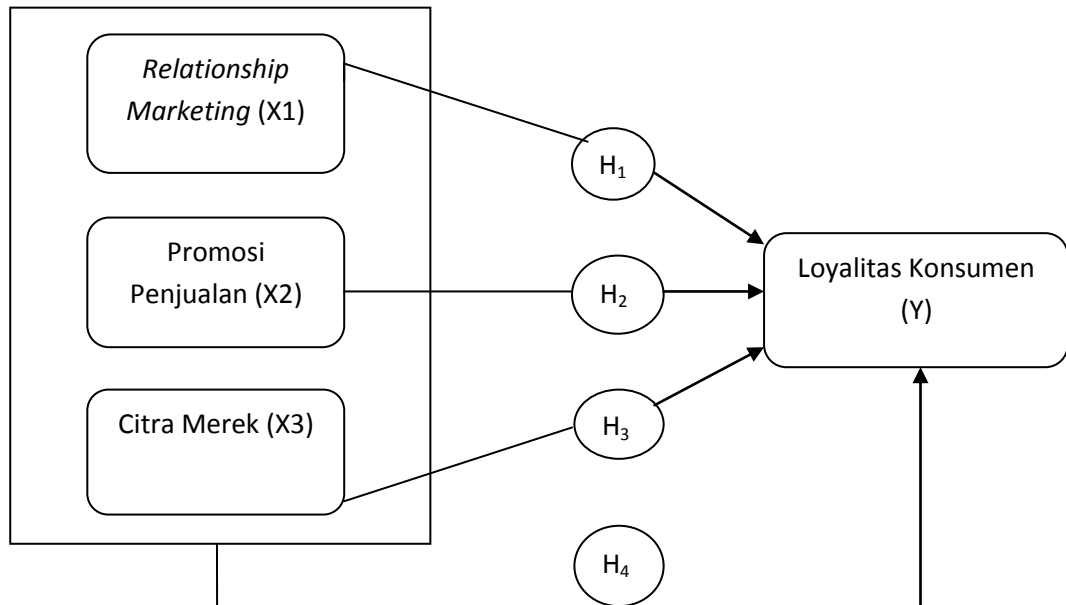 Relationship
Marketing (X1)
H₁
Promosi
Penjualan (X2)
H₂
Loyalitas Konsumen
(Y)
Citra Merek (X3)
H₃
H₄